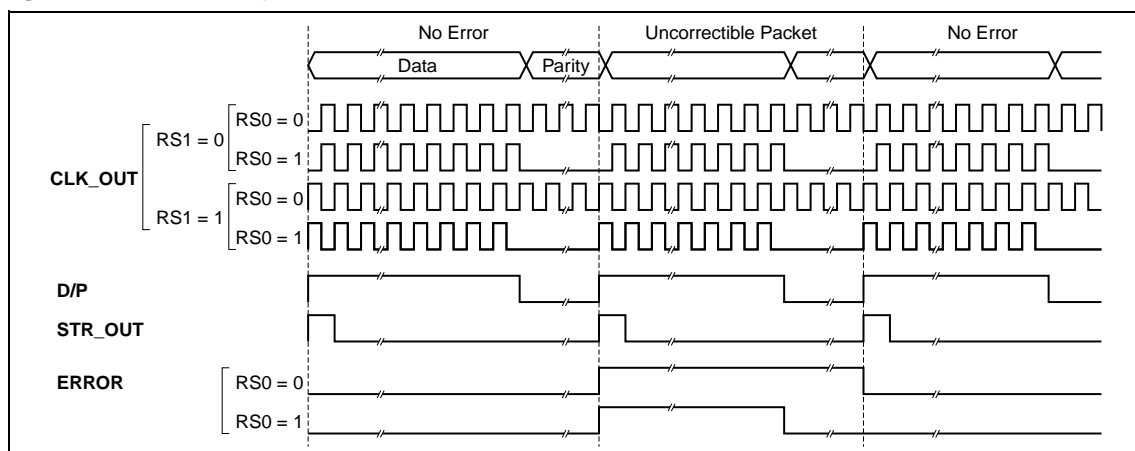 No Error Uncorrectible Packet No Error
Data Parity
RS0 = 0
RS1 = 0
RS0 = 1
CLK_OUT
RS0 = 0
RS1 = 1
RS0 = 1
D/P
STR_OUT
ERROR RS0 = 0
RS0 = 1